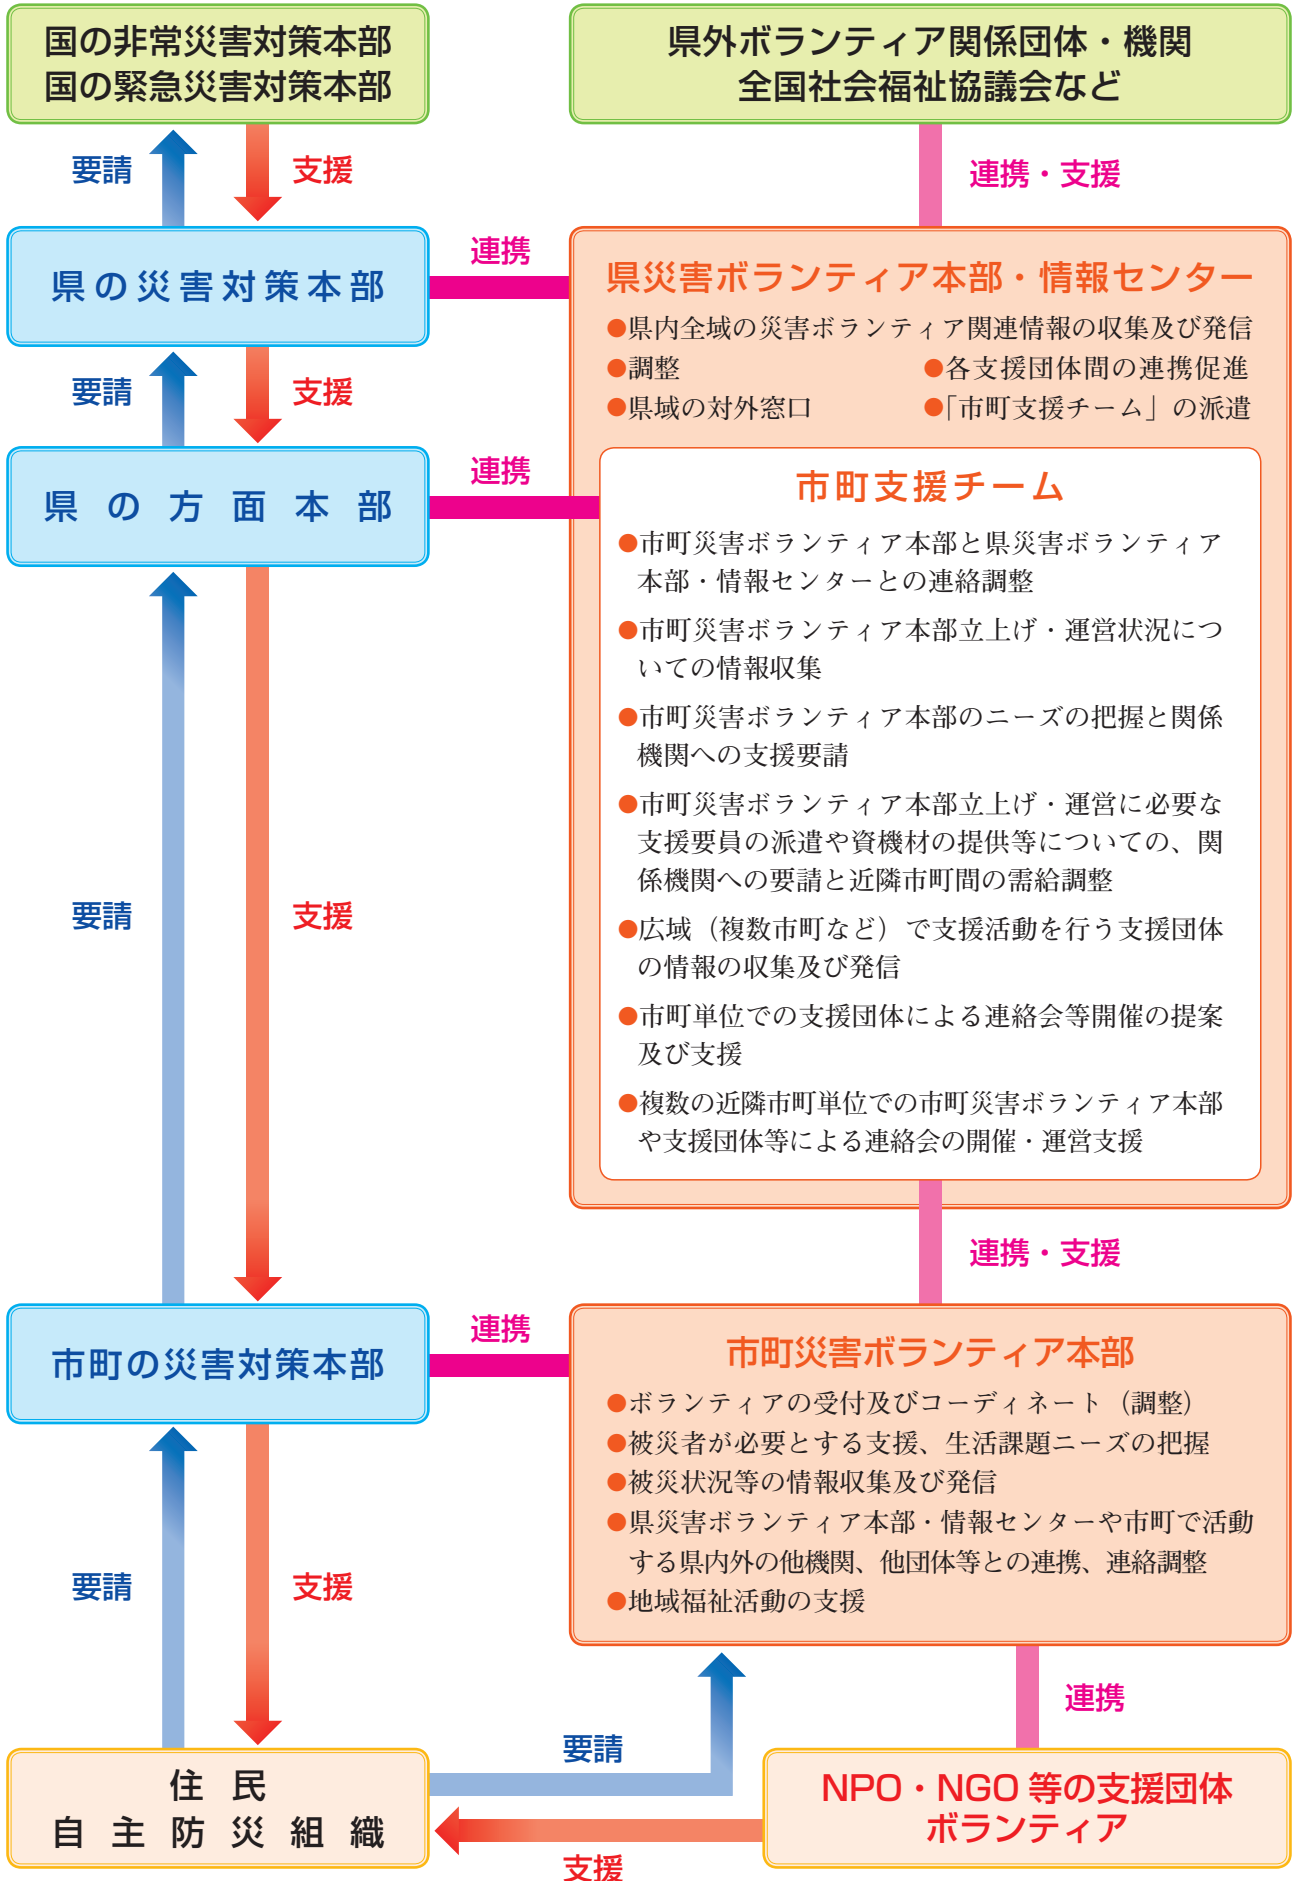 国の非常災害対策本部
国の緊急災害対策本部
県外ボランティア関係団体・機関
全国社会福祉協議会など
要請
支援
連携・支援
県の災害対策本部
連携
県災害ボランティア本部・情報センター
●県内全域の災害ボランティア関連情報の収集及び発信
●調整 ●各支援団体間の連携促進
●県域の対外窓口 ●「市町支援チーム」の派遣
要請
支援
県の方面本部
連携
市町支援チーム
●市町災害ボランティア本部と県災害ボランティア
本部・情報センターとの連絡調整
●市町災害ボランティア本部立上げ・運営状況につ
いての情報収集
●市町災害ボランティア本部のニーズの把握と関係
機関への支援要請
●市町災害ボランティア本部立上げ・運営に必要な
支援要員の派遣や資機材の提供等についての、関
係機関への要請と近隣市町間の需給調整
●広域（複数市町など）で支援活動を行う支援団体
の情報の収集及び発信
●市町単位での支援団体による連絡会等開催の提案
及び支援
●複数の近隣市町単位での市町災害ボランティア本部
や支援団体等による連絡会の開催・運営支援
要請
支援
連携・支援
市町の災害対策本部
連携
市町災害ボランティア本部
●ボランティアの受付及びコーディネート（調整）
●被災者が必要とする支援、生活課題ニーズの把握
●被災状況等の情報収集及び発信
●県災害ボランティア本部・情報センターや市町で活動
する県内外の他機関、他団体等との連携、連絡調整
●地域福祉活動の支援
要請
支援
連携
要請
住民
自主防災組織
NPO・NGO 等の支援団体
ボランティア
支援